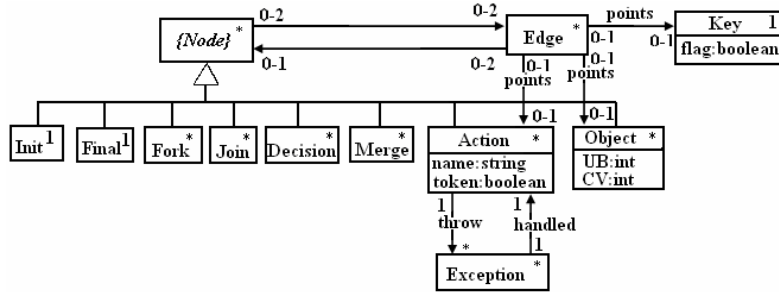 {Node} *
0-2
0-2
Edge *
points
0-1
0-1
Key 1
flag:boolean
0-1
0-2
0-1
points
0-1
points
0-1
0-1
Init 1
Final 1
Fork *
Join *
Decision *
Merge *
Action *
name:string
token:boolean
Object *
UB:int
CV:int
1
throw
*
1
handled
1
Exception *